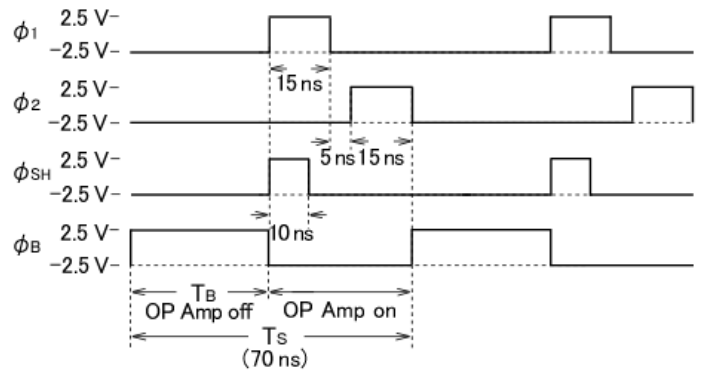 2.5 V
ϕ1
−2.5 V
15 ns
2.5 V
ϕ2
−2.5 V
5 ns 15 ns
2.5 V
ϕSH
−2.5 V
10 ns
2.5 V
ϕB
−2.5 V
TB
OP Amp off OP Amp on
TS
(70 ns)